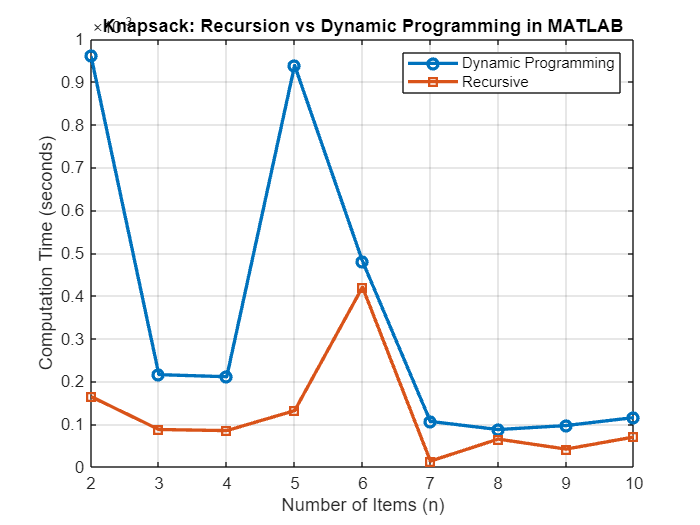 Knapsack: Recursion vs Dynamic Programming in MATLAB
1
0.9
0.8
0.7
0.6
0.5
0.4
0.3
0.2
0.1
0
Computation Time (seconds)
Dynamic Programming
Recursive
2 3 4 5 6 7 8 9 10
Number of Items (n)